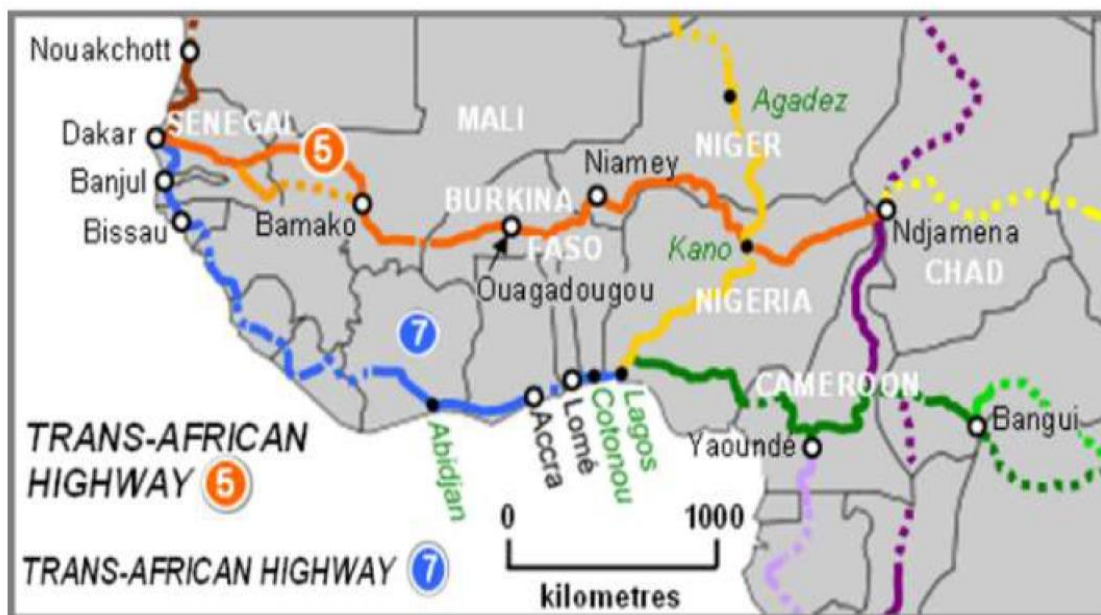 Nouakchott
Dakar
SENEGAL
5
MALI
Agadez
NIGER
Niamey
Banjul
Bissau
Bamako
BURKINA
FASO
Ouagadougou
Kano
NIGERIA
Ndjamena
CHAD
7
CAMEROON
Bangui
Yaoundé
Abidjan
Accra
Lomé
Cotonou
Lagos
TRANS-AFRICAN
HIGHWAY 5
TRANS-AFRICAN HIGHWAY 7
0 1000
kilometres